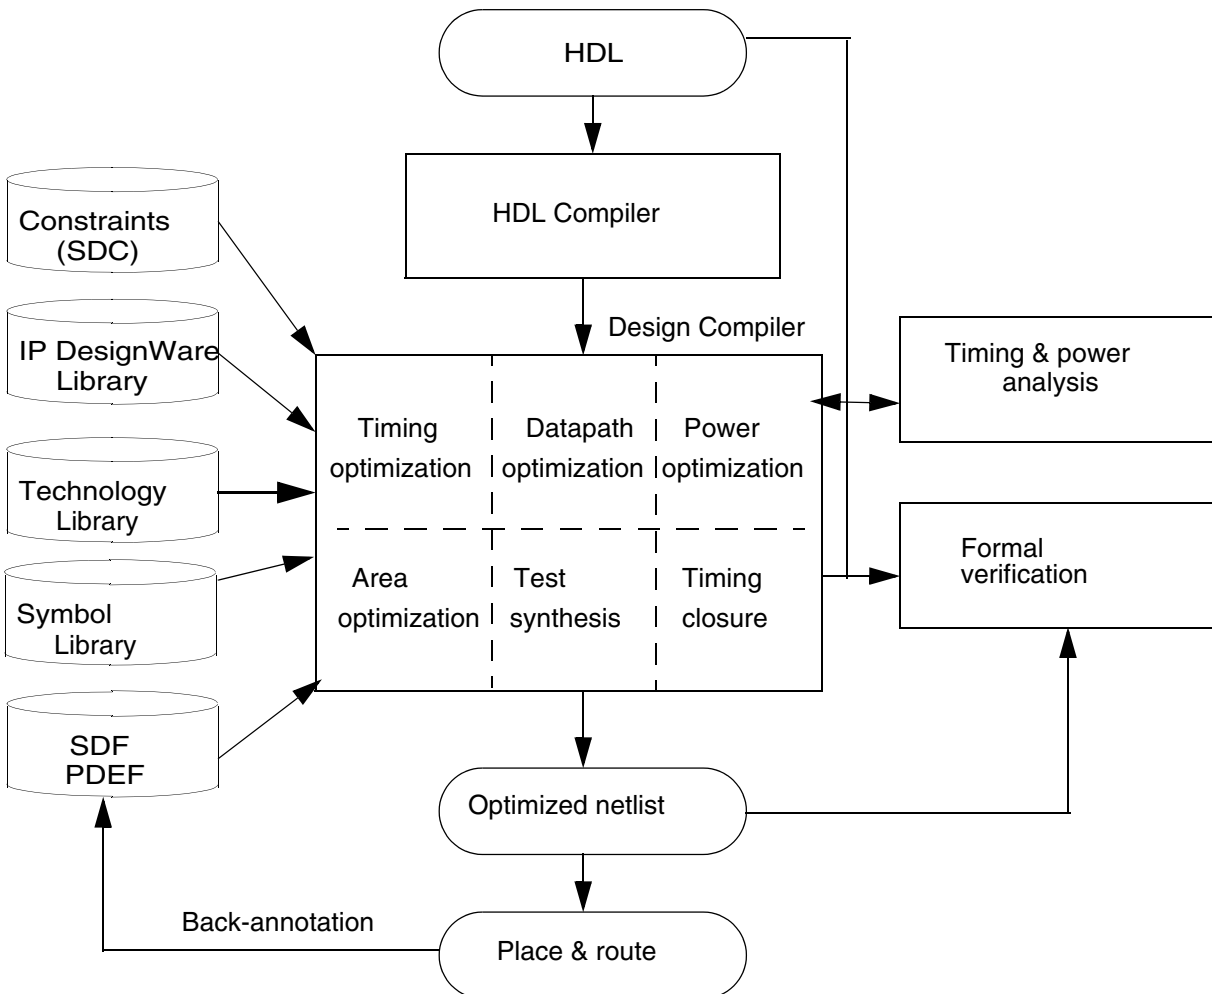 HDL
HDL Compiler
Constraints
(SDC)
IP DesignWare
Library
Technology
Library
Symbol
Library
SDF
PDEF
Design Compiler
Timing
optimization
Datapath
optimization
Power
optimization
Area
optimization
Test
synthesis
Timing
closure
Timing & power
analysis
Formal
verification
Optimized netlist
Back-annotation
Place & route